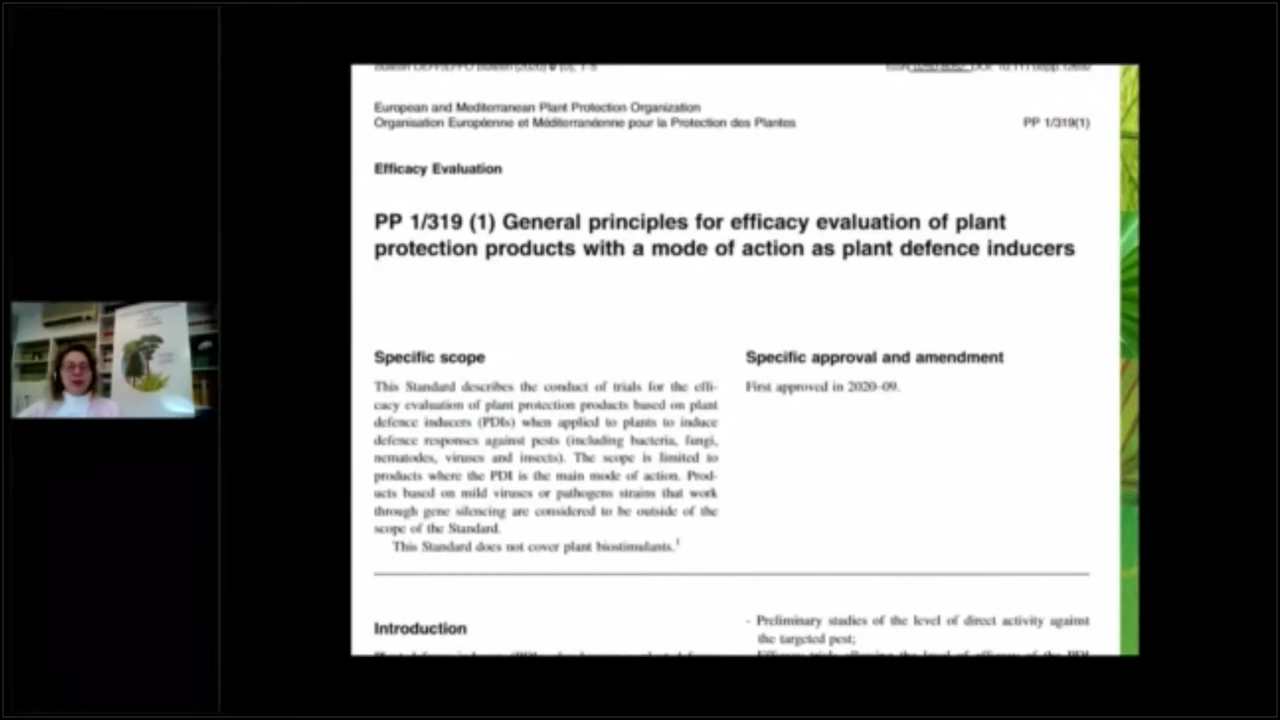 European and Mediterranean Plant Protection Organization
Organisation Européenne et Méditerranéenne pour la Protection des Plantes
PP 1/319(1)
Efficacy Evaluation
PP 1/319 (1) General principles for efficacy evaluation of plant
protection products with a mode of action as plant defence inducers
Specific scope
This Standard describes the conduct of trials for the effi-
cacy evaluation of plant protection products based on plant
defence inducers (PDIs) when applied to plants to induce
defence responses against pests (including bacteria, fungi,
nematodes, viruses and insects). The scope is limited to
products where the PDI is the main mode of action. Prod-
ucts based on mild viruses or pathogens strains that work
through gene silencing are considered to be outside of the
scope of the Standard.
This Standard does not cover plant biostimulants.1
Specific approval and amendment
First approved in 2020-09.
Introduction
- Preliminary studies of the level of direct activity against
the targeted pest;